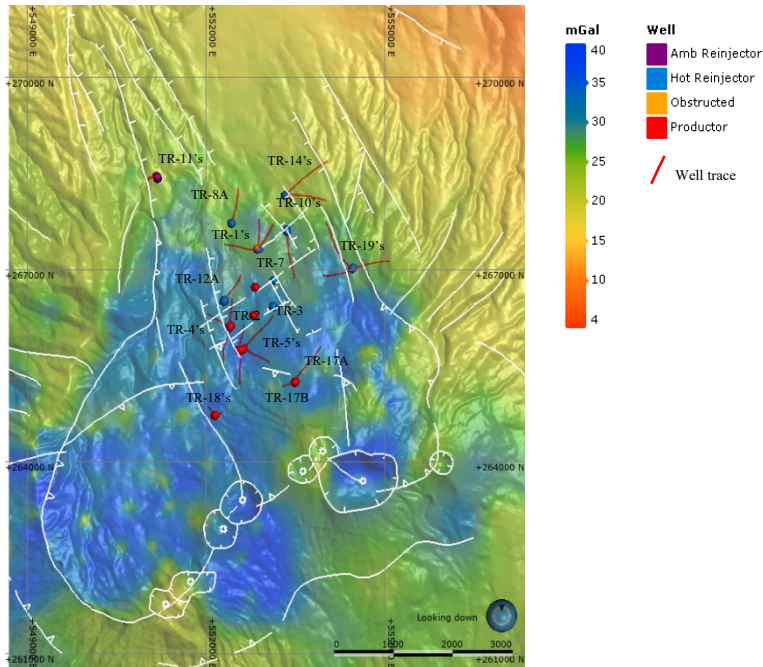 +549000 E
+552000 E
+555000 E
+270000 N
+270000 N
TR-11's
TR-14's
TR-8A
TR-10's
TR-1's
TR-19's
+267000 N
TR-7
+267000 N
TR-12A
TR-2
TR-3
TR-4's
TR-5's
TR-17A
TR-18's
TR-17B
+264000 N
+264000 N
Looking down
0
1000
2000
3000
+261000 N
+261000 N
+549000 E
+552000 E
+555000 E
mGal
40
35
30
25
20
15
10
4
Well
Amb Reinjector
Hot Reinjector
Obstructed
Productor
Well trace